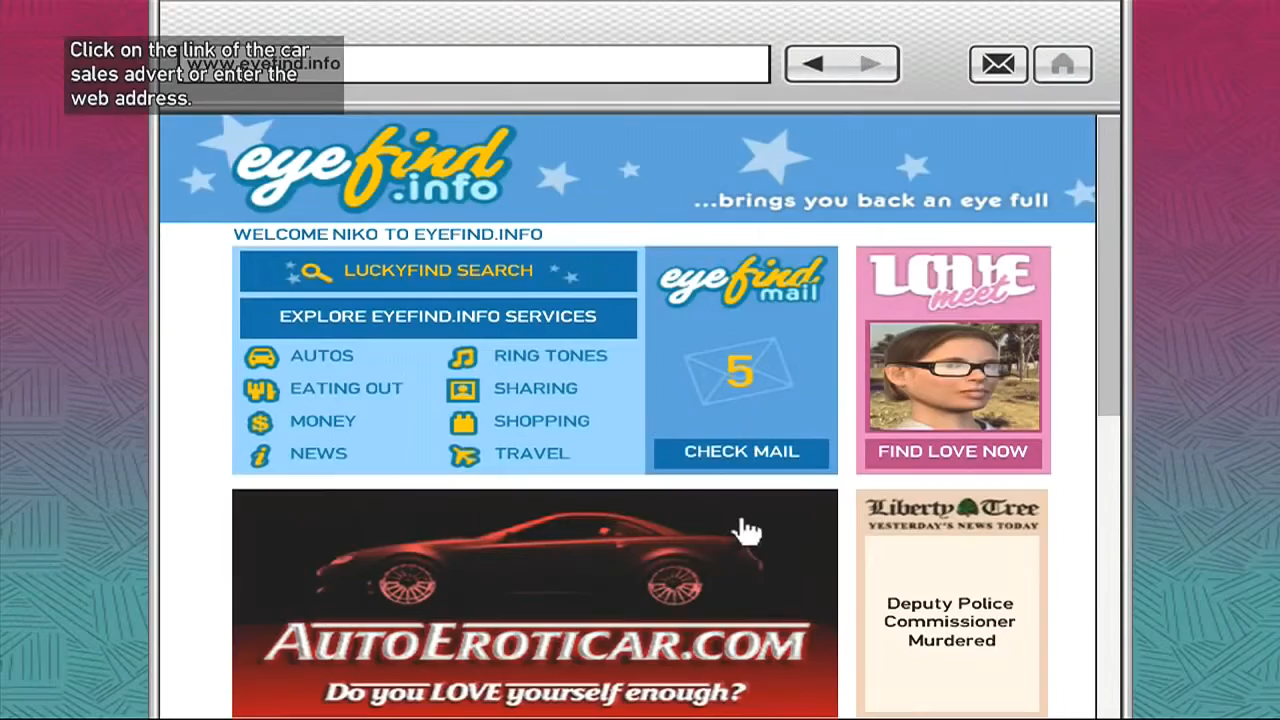 Click on the link of the car
sales advert or enter the
web address.
www.eyefind.info
eyefind
.info
...brings you back an eye full
WELCOME NIKO TO EYEFIND.INFO
LUCKYFIND SEARCH
EXPLORE EYEFIND.INFO SERVICES
AUTOS
RING TONES
EATING OUT
SHARING
MONEY
SHOPPING
NEWS
TRAVEL
eyefind
mail
5
CHECK MAIL
LOVE
meet
FIND LOVE NOW
AUTOEROTICAR.COM
Do you LOVE yourself enough?
Liberty Tree
YESTERDAY'S NEWS TODAY
Deputy Police
Commissioner
Murdered